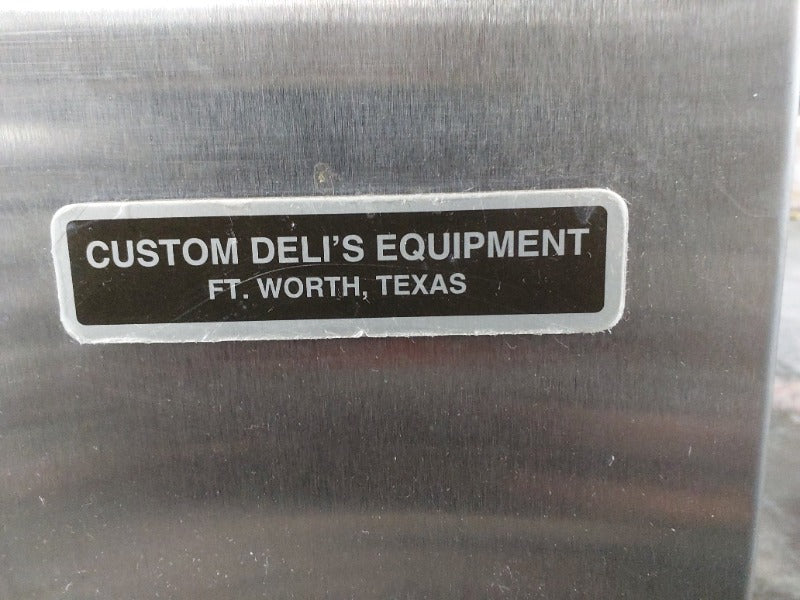 CUSTOM DELI'S EQUIPMENT
FT. WORTH, TEXAS